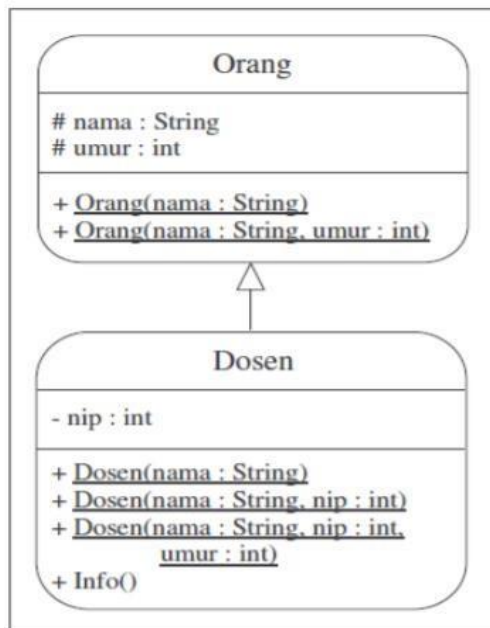 Orang
# nama : String
# umur : int
+ Orang(nama : String)
+ Orang(nama : String, umur : int)
Dosen
- nip : int
+ Dosen(nama : String)
+ Dosen(nama : String, nip : int)
+ Dosen(nama : String, nip : int,
umur : int)
+ Info()